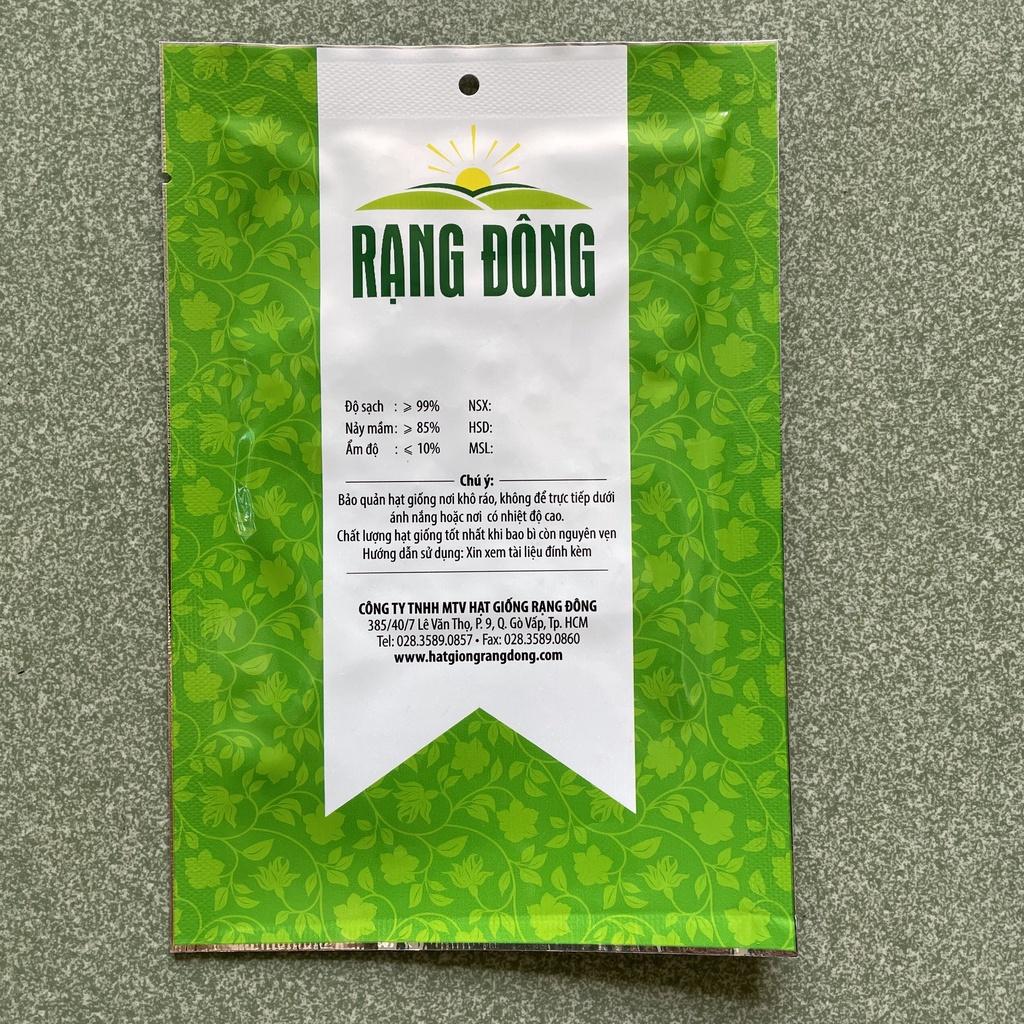 RẠNG ĐÔNG
Độ sạch : ⩾ 99% NSX:
Nảy mầm: ⩾ 85% HSD:
Ẩm độ : ⩽ 10% MSL:
Chú ý:
Bảo quản hạt giống nơi khô ráo, không để trực tiếp dưới
ánh nắng hoặc nơi có nhiệt độ cao.
Chất lượng hạt giống tốt nhất khi bao bì còn nguyên vẹn
Hướng dẫn sử dụng: Xin xem tài liệu đính kèm
CÔNG TY TNHH MTV HẠT GIỐNG RẠNG ĐÔNG
385/40/7 Lê Văn Thọ, P. 9, Q. Gò Vấp, Tp. HCM
Tel: 028.3589.0857 • Fax: 028.3589.0860
www.hatgiongrangdong.com